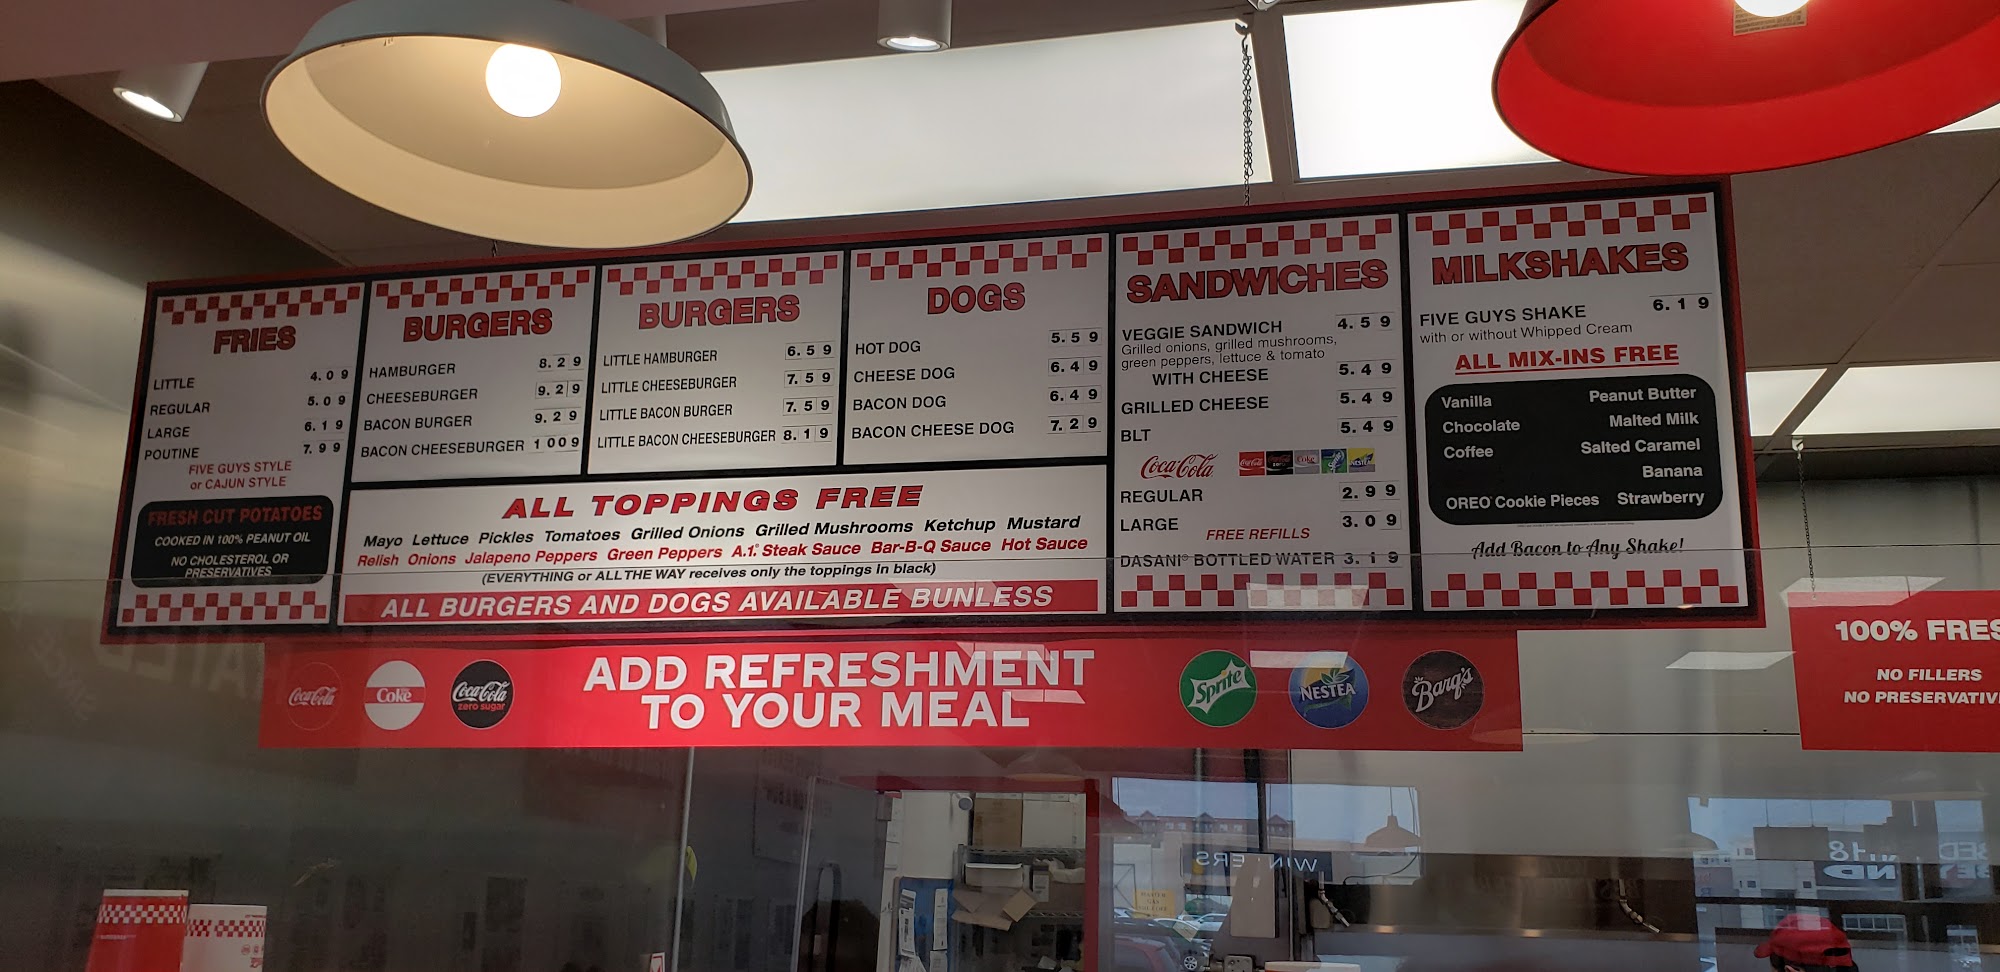 FRIES
LITTLE 4.09
REGULAR 5.09
LARGE 6.19
POUTINE 7.99
FIVE GUYS STYLE
or CAJUN STYLE
FRESH CUT POTATOES
COOKED IN 100% PEANUT OIL
NO CHOLESTEROL OR
PRESERVATIVES
BURGERS
HAMBURGER 8.29
CHEESEBURGER 9.29
BACON BURGER 9.29
BACON CHEESEBURGER 1009
BURGERS
LITTLE HAMBURGER 6.59
LITTLE CHEESEBURGER 7.59
LITTLE BACON BURGER 7.59
LITTLE BACON CHEESEBURGER 8.19
DOGS
HOT DOG 5.59
CHEESE DOG 6.49
BACON DOG 6.49
BACON CHEESE DOG 7.29
ALL TOPPINGS FREE
Mayo Lettuce Pickles Tomatoes Grilled Onions Grilled Mushrooms Ketchup Mustard
Relish Onions Jalapeno Peppers Green Peppers A.1.® Steak Sauce Bar-B-Q Sauce Hot Sauce
(EVERYTHING or ALL THE WAY receives only the toppings in black)
ALL BURGERS AND DOGS AVAILABLE BUNLESS
SANDWICHES
VEGGIE SANDWICH 4.59
Grilled onions, grilled mushrooms,
green peppers, lettuce & tomato
WITH CHEESE 5.49
GRILLED CHEESE 5.49
BLT 5.49
Coca-Cola Coke NESTEA
REGULAR 2.99
LARGE 3.09
FREE REFILLS
DASANI® BOTTLED WATER 3.19
MILKSHAKES
FIVE GUYS SHAKE 6.19
with or without Whipped Cream
ALL MIX-INS FREE
Vanilla Peanut Butter
Chocolate Malted Milk
Coffee Salted Caramel
Banana
OREO® Cookie Pieces Strawberry
Add Bacon to Any Shake!
Coca-Cola Coke Coca-Cola zero sugar
ADD REFRESHMENT
TO YOUR MEAL
Sprite NESTEA Barq's
100% FRES
NO FILLERS
NO PRESERVATIV